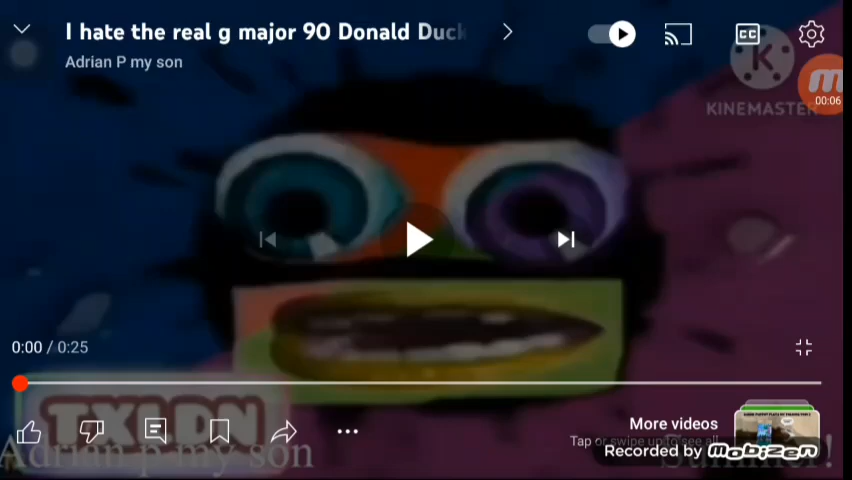 I hate the real g major 90 Donald Duck
Adrian P my son
CC
K
KINEMASTER
00:06
0:00 / 0:25
TXLDN
More videos
Tap or swipe up to see all
Recorded by mobizen
Adrian p my son